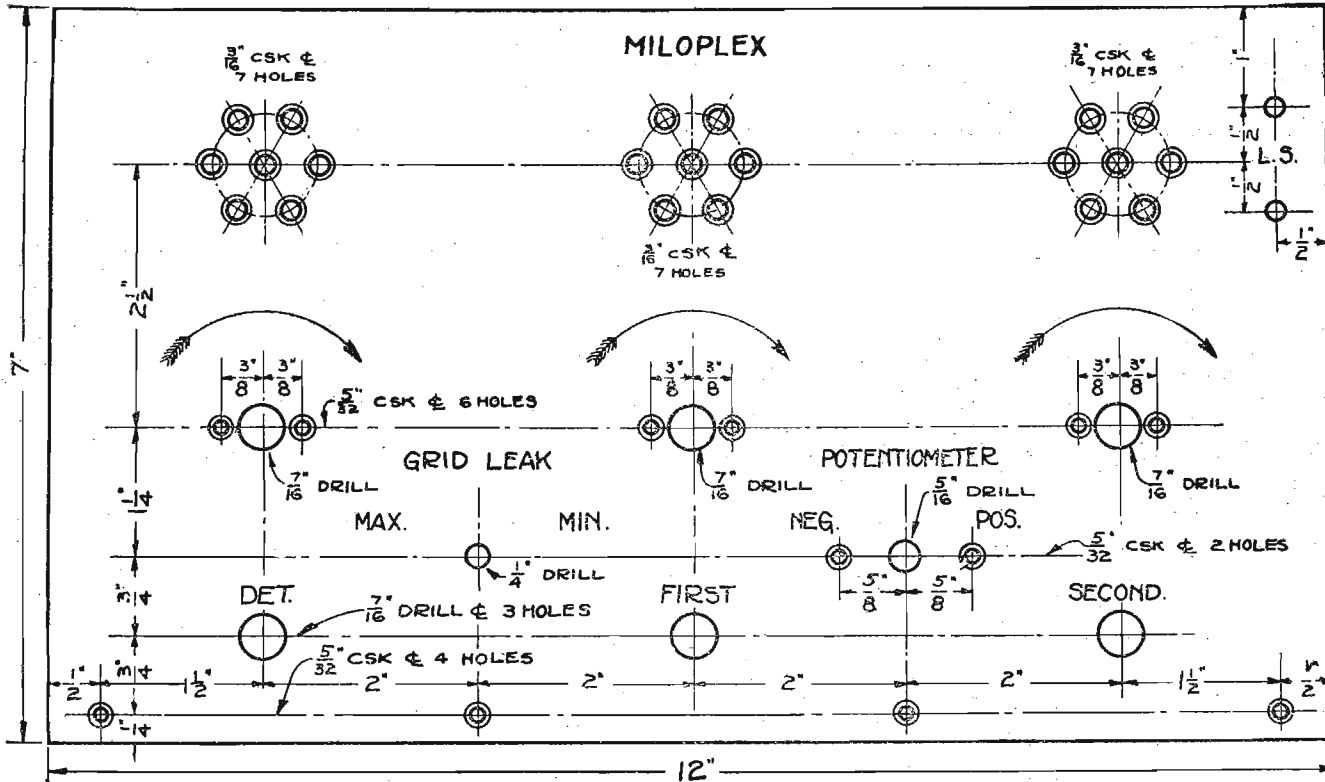 MILOPLEX
3/16" CSK ℄
7 HOLES
3/16" CSK ℄
7 HOLES
1"
1/2"
L.S.
1/2"
1/2"
3/16" CSK ℄
7 HOLES
2 1/2"
7"
3/8" 3/8"
3/8" 3/8"
3/8" 3/8"
5/32" CSK ℄ 6 HOLES
GRID LEAK
POTENTIOMETER
7/16" DRILL
7/16" DRILL
5/16" DRILL
7/16" DRILL
1 1/4"
MAX. MIN. NEG. POS.
5/32" CSK ℄ 2 HOLES
1/4" DRILL
5/8" 5/8"
3/4"
DET. FIRST SECOND.
7/16" DRILL ℄ 3 HOLES
5/32" CSK ℄ 4 HOLES
3/4"
1/2" 1 1/2" 2" 2" 2" 2" 1 1/2" 1/2"
1/4"
12"